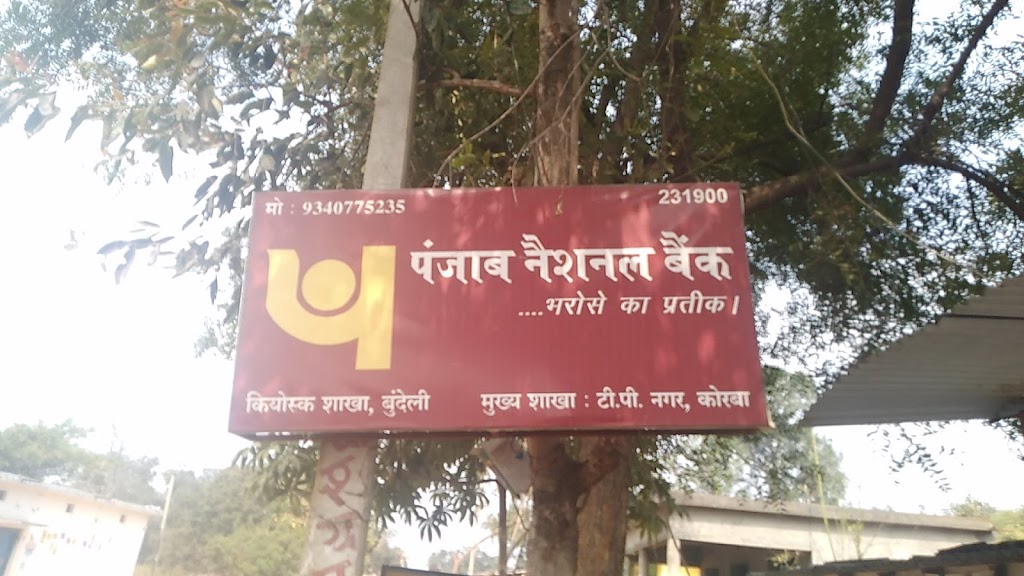 मो : 9340775235
231900
पंजाब नैशनल बैंक
....भरोसे का प्रतीक।
कियोस्क शाखा, बुंदेली
मुख्य शाखा : टी.पी. नगर, कोरबा